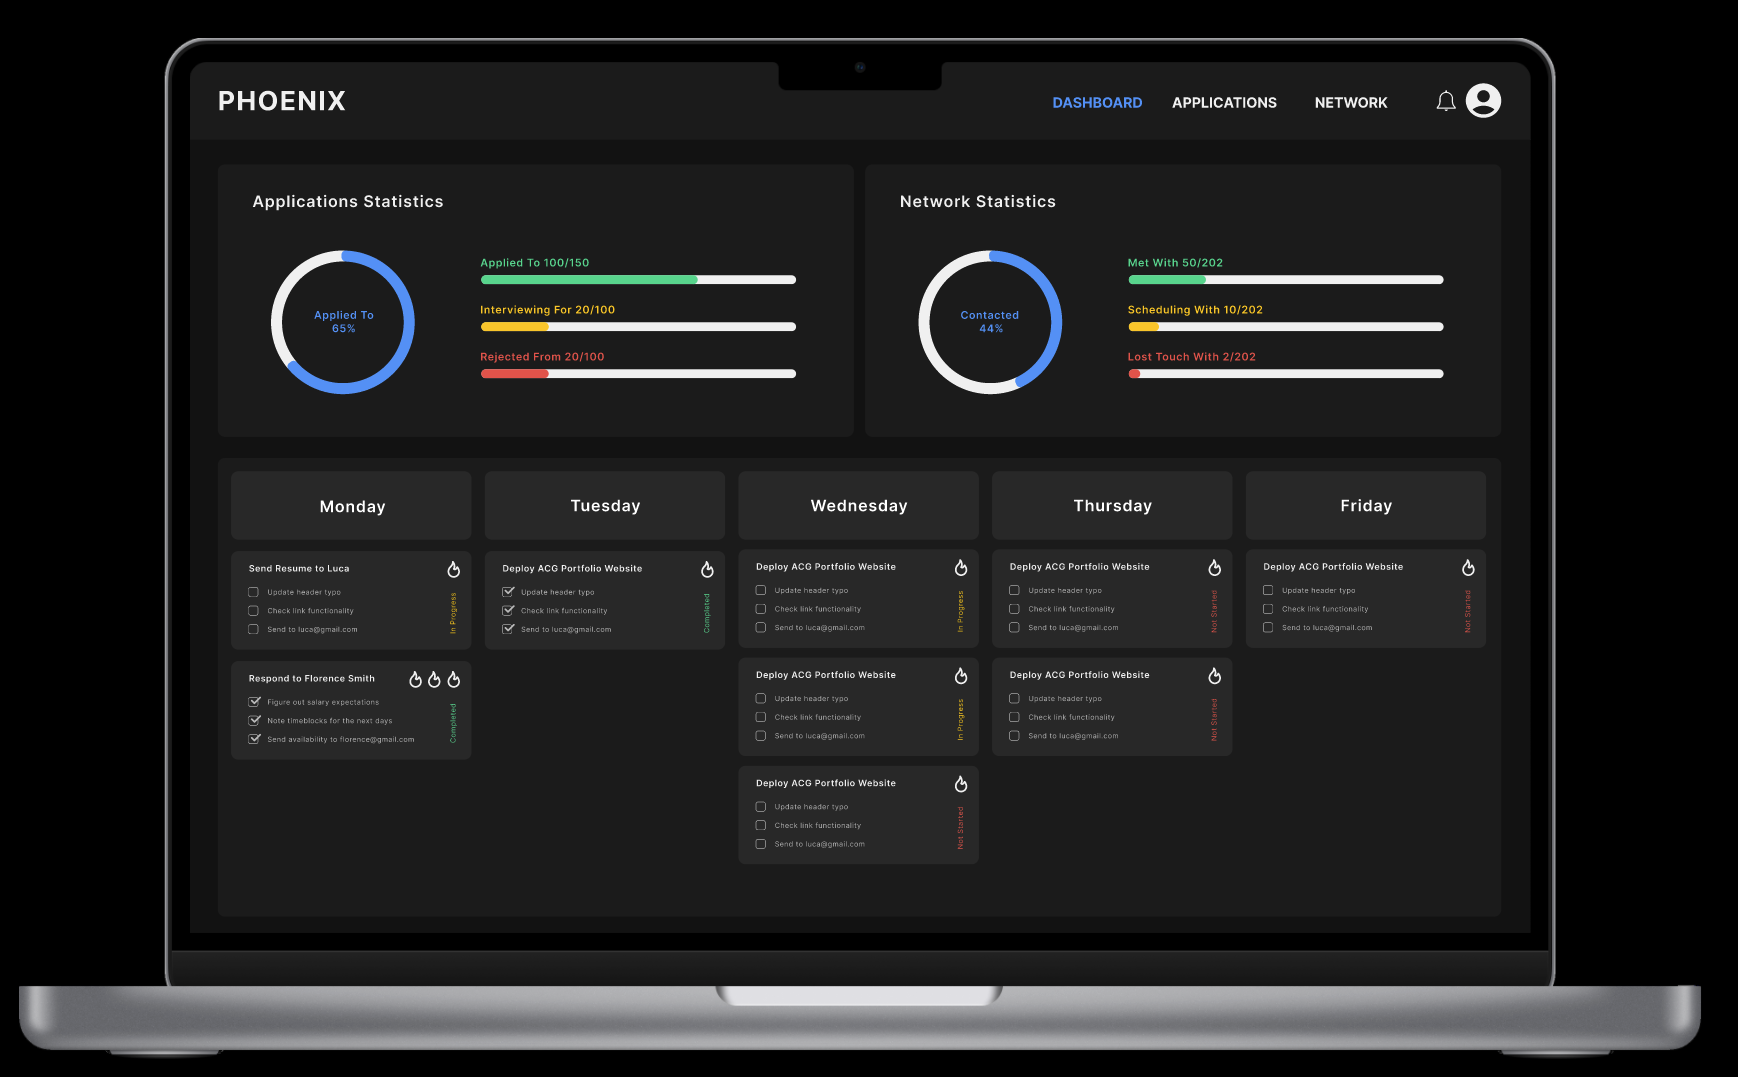 PHOENIX
DASHBOARD
APPLICATIONS
NETWORK
Applications Statistics
Applied To
65%
Applied To 100/150
Interviewing For 20/100
Rejected From 20/100
Network Statistics
Contacted
44%
Met With 50/202
Scheduling With 10/202
Lost Touch With 2/202
Monday
Send Resume to Luca
Update header typo
Check link functionality
Send to luca@gmail.com
In Progress
Respond to Florence Smith
Figure out salary expectations
Note timeblocks for the next days
Send availability to florence@gmail.com
Completed
Tuesday
Deploy ACG Portfolio Website
Update header typo
Check link functionality
Send to luca@gmail.com
Completed
Wednesday
Deploy ACG Portfolio Website
Update header typo
Check link functionality
Send to luca@gmail.com
In Progress
Deploy ACG Portfolio Website
Update header typo
Check link functionality
Send to luca@gmail.com
In Progress
Deploy ACG Portfolio Website
Update header typo
Check link functionality
Send to luca@gmail.com
Not Started
Thursday
Deploy ACG Portfolio Website
Update header typo
Check link functionality
Send to luca@gmail.com
Not Started
Deploy ACG Portfolio Website
Update header typo
Check link functionality
Send to luca@gmail.com
Not Started
Friday
Deploy ACG Portfolio Website
Update header typo
Check link functionality
Send to luca@gmail.com
Not Started